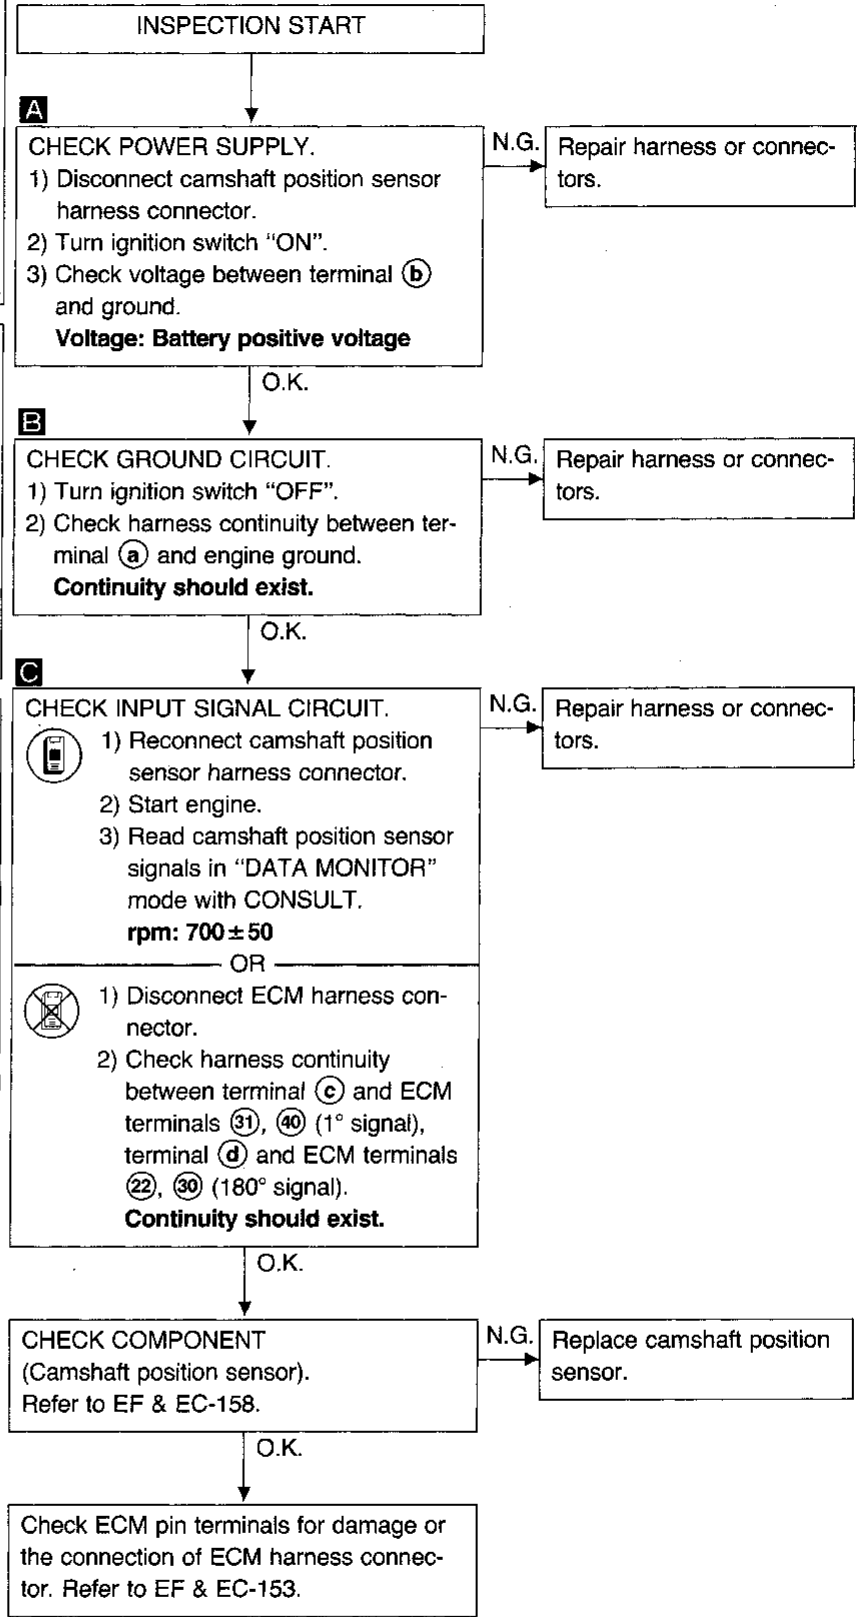 INSPECTION START
A
CHECK POWER SUPPLY.
1) Disconnect camshaft position sensor
harness connector.
2) Turn ignition switch “ON”.
3) Check voltage between terminal ⓑ
and ground.
Voltage: Battery positive voltage
N.G.
Repair harness or connec-
tors.
O.K.
B
CHECK GROUND CIRCUIT.
1) Turn ignition switch “OFF”.
2) Check harness continuity between ter-
minal ⓐ and engine ground.
Continuity should exist.
N.G.
Repair harness or connec-
tors.
O.K.
C
CHECK INPUT SIGNAL CIRCUIT.
1) Reconnect camshaft position
sensor harness connector.
2) Start engine.
3) Read camshaft position sensor
signals in “DATA MONITOR”
mode with CONSULT.
rpm: 700±50
OR
1) Disconnect ECM harness con-
nector.
2) Check harness continuity
between terminal ⓒ and ECM
terminals ㉛, ㊵ (1° signal),
terminal ⓓ and ECM terminals
㉒, ㉚ (180° signal).
Continuity should exist.
N.G.
Repair harness or connec-
tors.
O.K.
CHECK COMPONENT
(Camshaft position sensor).
Refer to EF & EC-158.
N.G.
Replace camshaft position
sensor.
O.K.
Check ECM pin terminals for damage or
the connection of ECM harness connec-
tor. Refer to EF & EC-153.